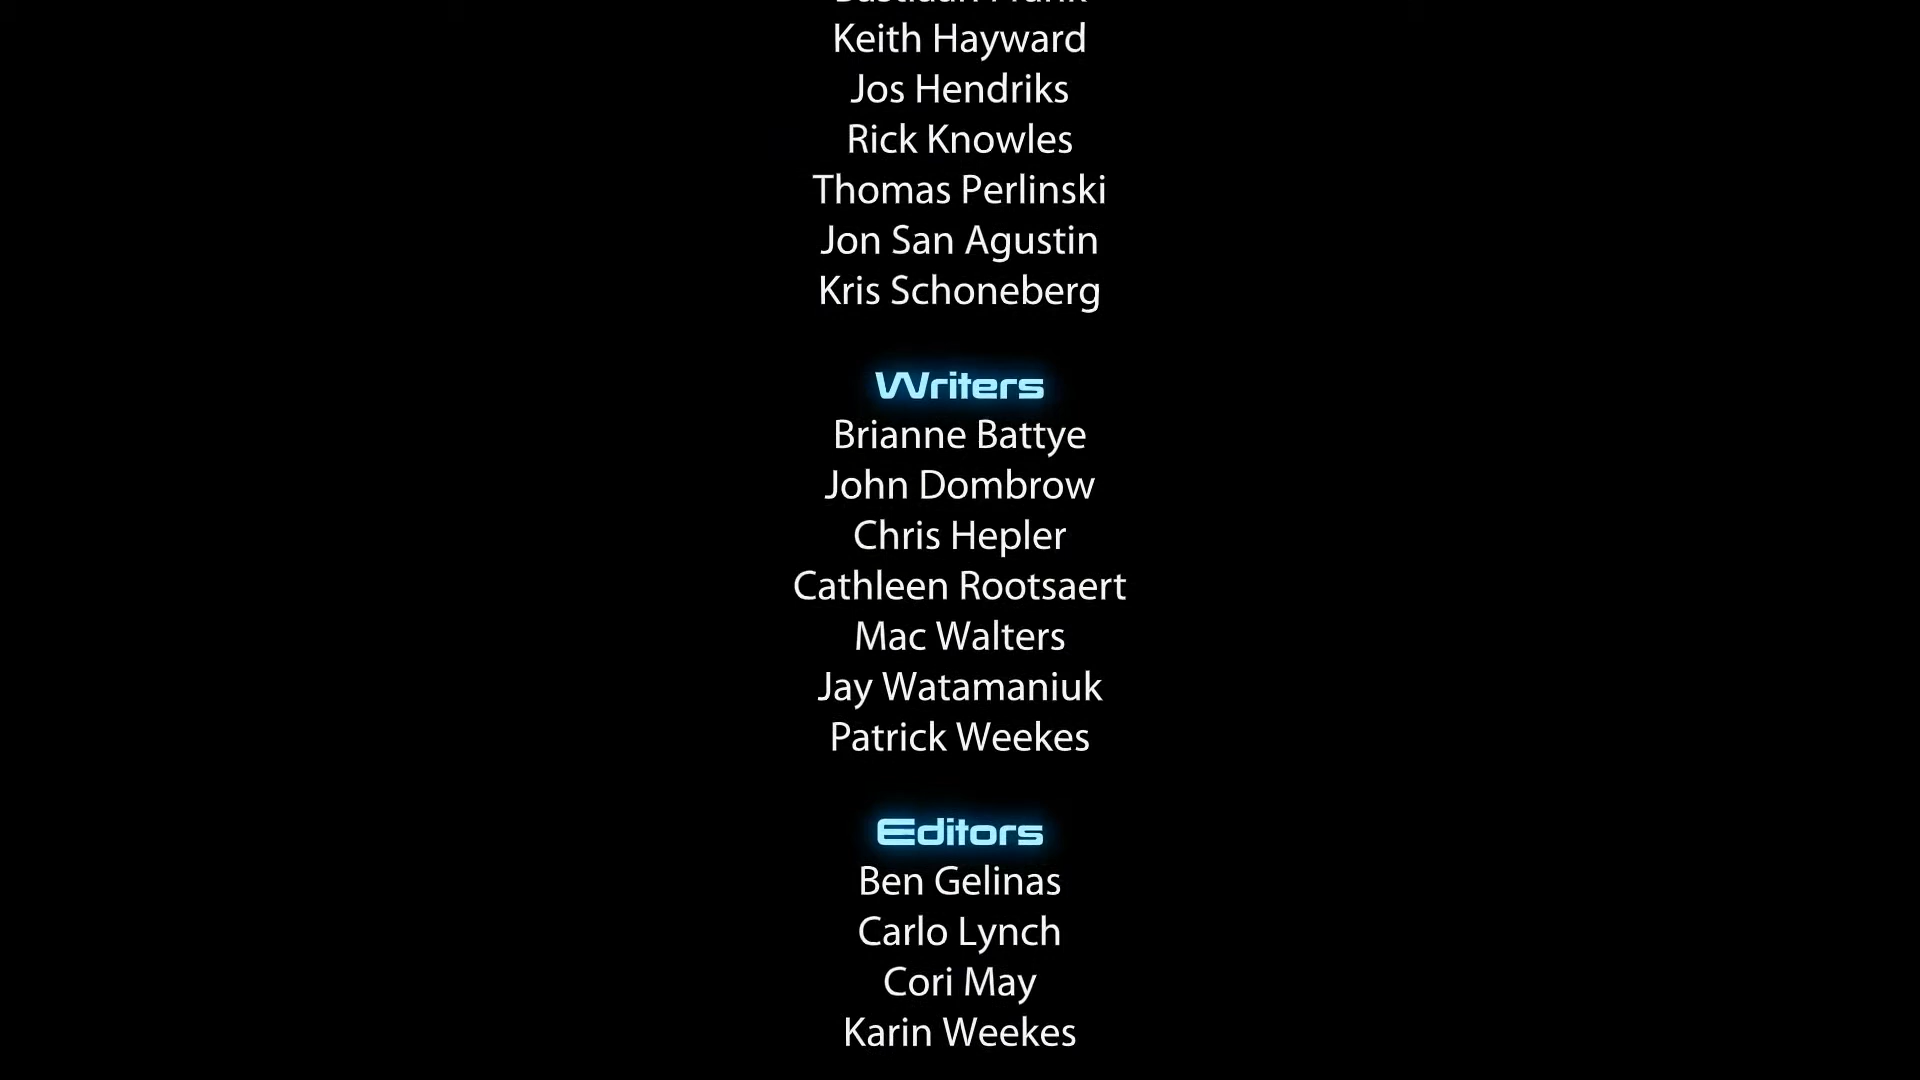 Keith Hayward
Jos Hendriks
Rick Knowles
Thomas Perlinski
Jon San Agustin
Kris Schoneberg
Writers
Brianne Battye
John Dombrow
Chris Hepler
Cathleen Rootsaert
Mac Walters
Jay Watamaniuk
Patrick Weekes
Editors
Ben Gelinas
Carlo Lynch
Cori May
Karin Weekes